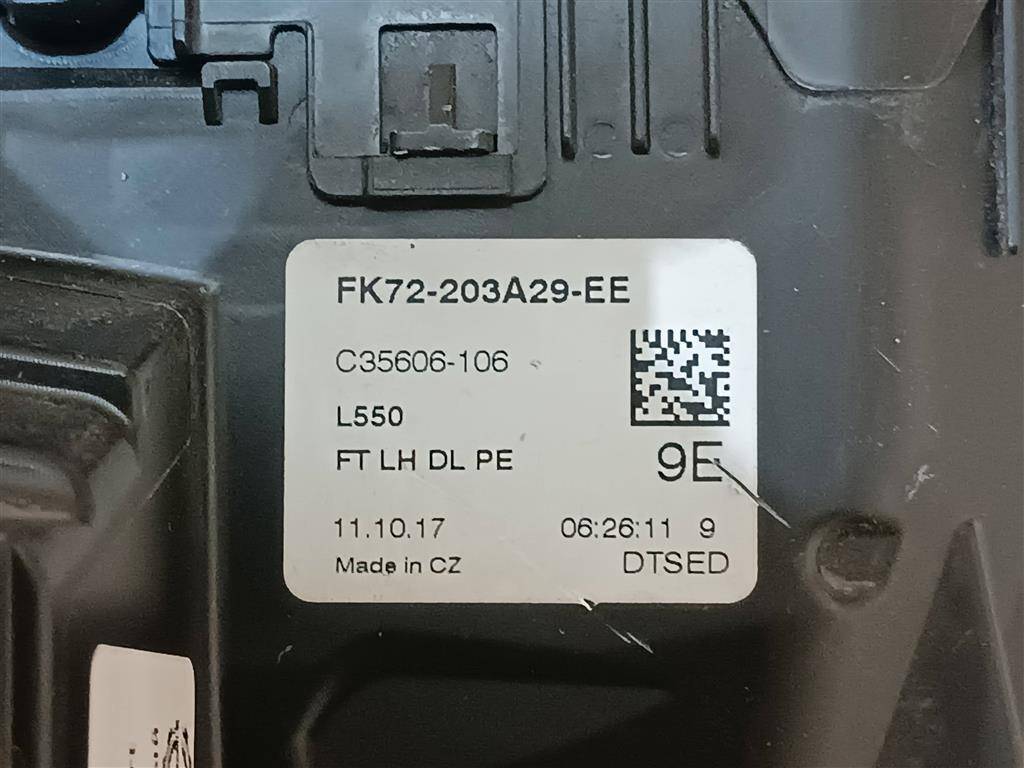 FK72-203A29-EE
C35606-106
L550
FT LH DL PE
9E
11.10.17
06:26:11 9
Made in CZ
DTSED